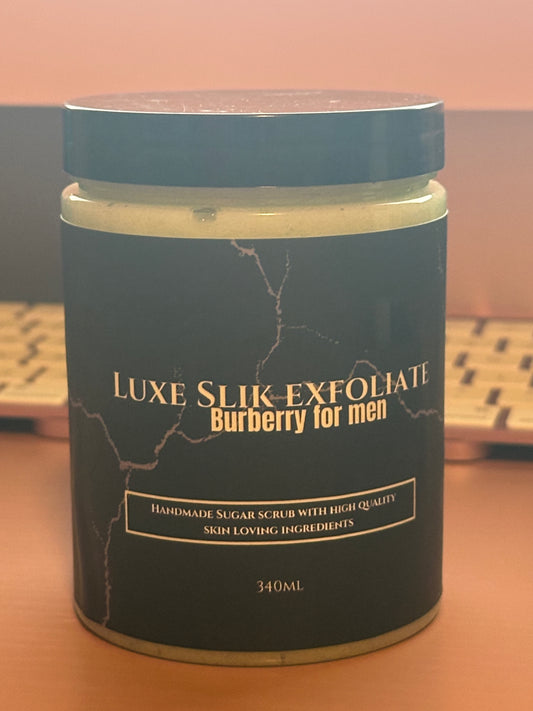 Luxe Slik exfoliate
Burberry for men
Handmade Sugar scrub with high quality
skin loving ingredients
340ml